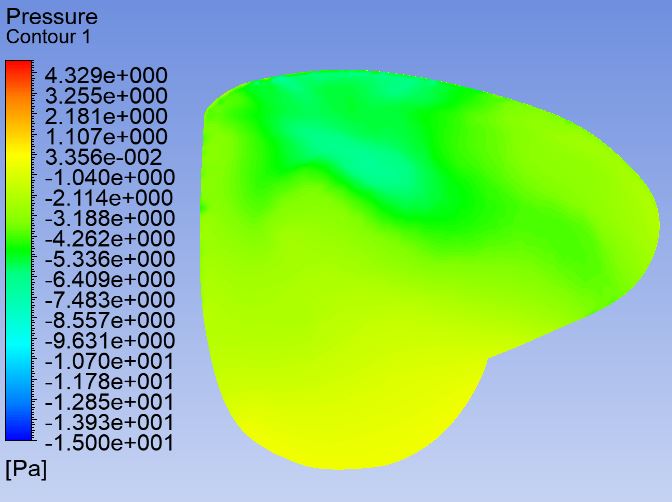 Pressure
Contour 1
4.329e+000
3.255e+000
2.181e+000
1.107e+000
3.356e-002
-1.040e+000
-2.114e+000
-3.188e+000
-4.262e+000
-5.336e+000
-6.409e+000
-7.483e+000
-8.557e+000
-9.631e+000
-1.070e+001
-1.178e+001
-1.285e+001
-1.393e+001
-1.500e+001
[Pa]